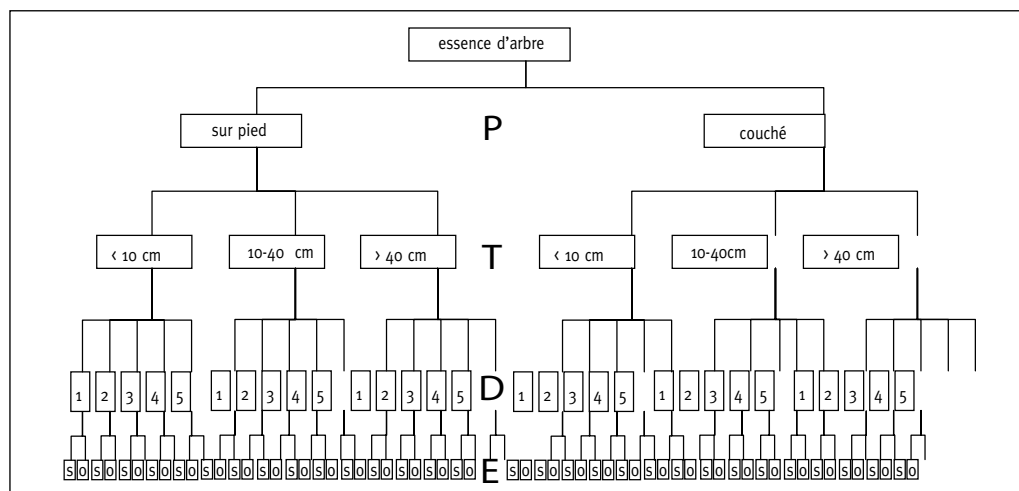 essence d'arbre
sur pied P couché
< 10 cm 10-40 cm > 40 cm T < 10 cm 10-40cm > 40 cm
1 2 3 4 5 1 2 3 4 5 1 2 3 4 5 D 1 2 3 4 5 1 2 3 4 5 1 2 3 4 5
S O S O S O S O S O S O S O S O S O S O S O S O S O S O S O E S O S O S O S O S O S O S O S O S O S O S O S O S O S O S O